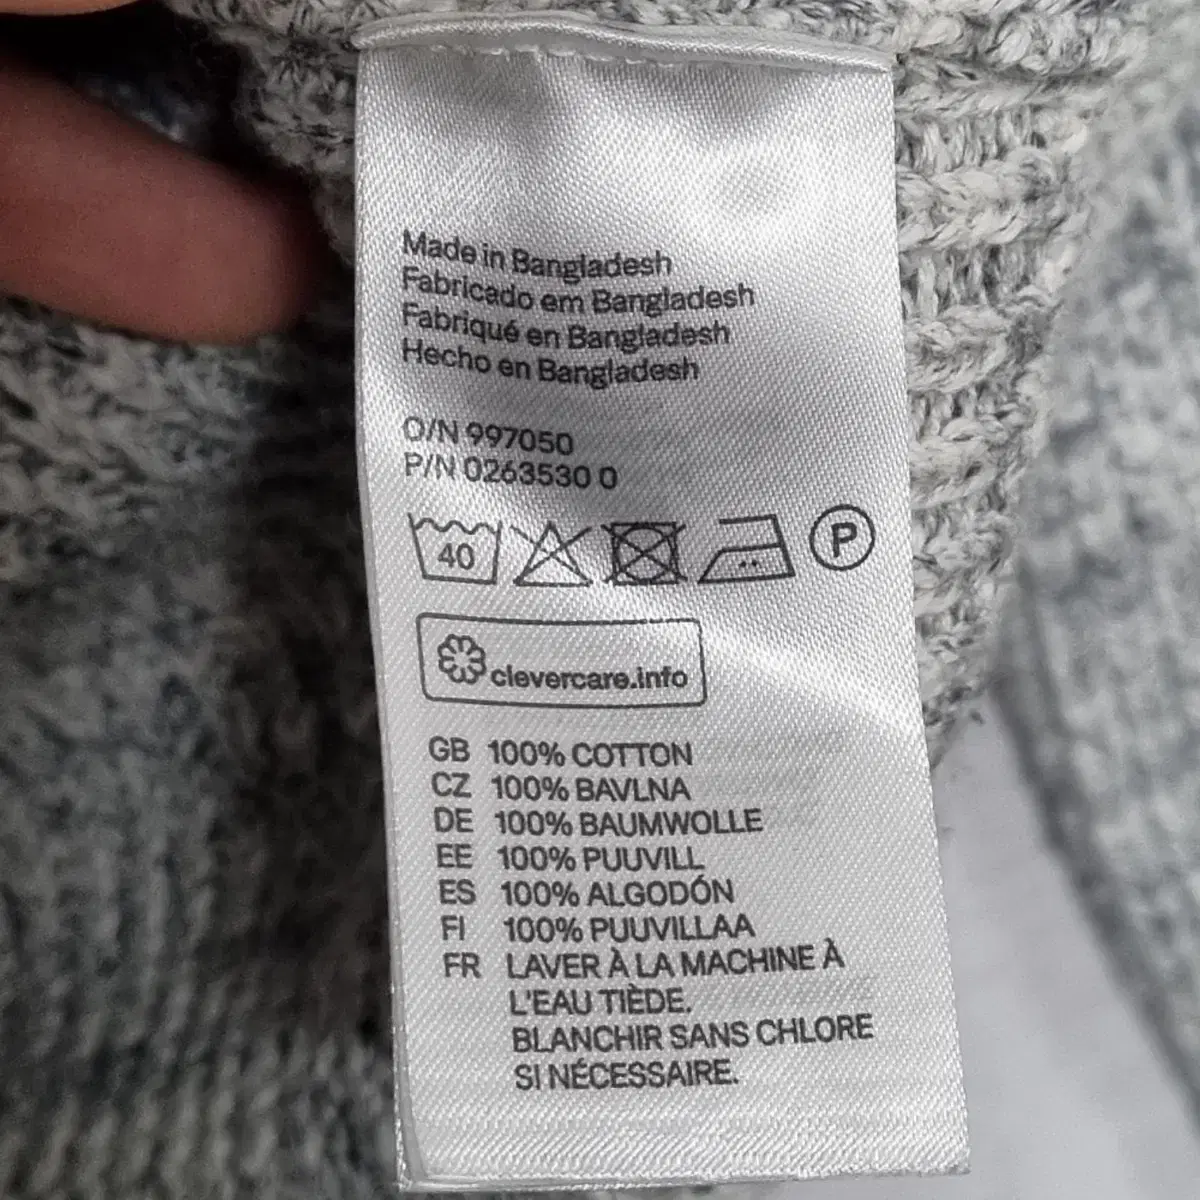 Made in Bangladesh
Fabricado em Bangladesh
Fabriqué en Bangladesh
Hecho en Bangladesh
O/N 997050
P/N 0263530 0
40
P
clevercare.info
GB 100% COTTON
CZ 100% BAVLNA
DE 100% BAUMWOLLE
EE 100% PUUVILL
ES 100% ALGODÓN
FI 100% PUUVILLAA
FR LAVER À LA MACHINE À
L'EAU TIÈDE.
BLANCHIR SANS CHLORE
SI NÉCESSAIRE.